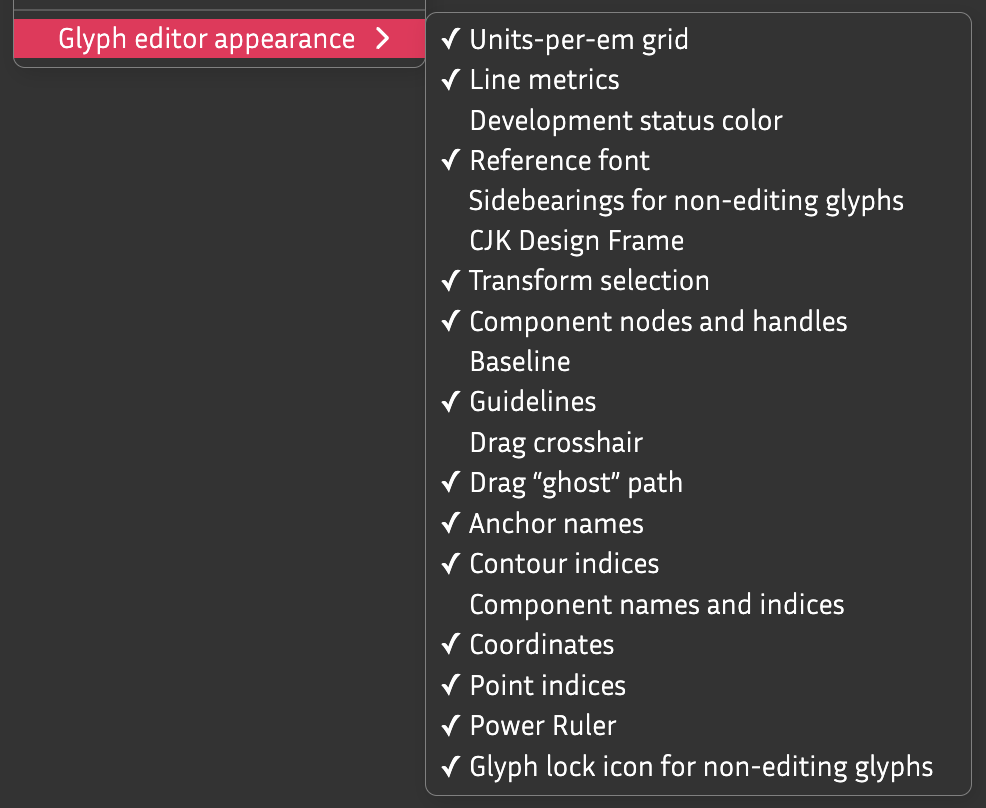 Glyph editor appearance
✓ Units-per-em grid
✓ Line metrics
Development status color
✓ Reference font
Sidebearings for non-editing glyphs
CJK Design Frame
✓ Transform selection
✓ Component nodes and handles
Baseline
✓ Guidelines
Drag crosshair
✓ Drag “ghost” path
✓ Anchor names
✓ Contour indices
Component names and indices
✓ Coordinates
✓ Point indices
✓ Power Ruler
✓ Glyph lock icon for non-editing glyphs